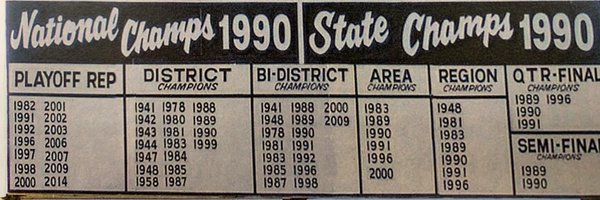 National Champs 1990
State Champs 1990
PLAYOFF REP
1982 2001
1991 2002
1992 2003
1996 2006
1997 2007
1998 2009
2000 2014
DISTRICT
CHAMPIONS
1941 1978 1988
1942 1980 1989
1943 1981 1990
1944 1983 1999
1947 1984
1948 1985
1958 1987
BI-DISTRICT
CHAMPIONS
1941 1988 2000
1948 1989 2009
1978 1990
1981 1991
1983 1992
1985 1996
1987 1998
AREA
CHAMPIONS
1983
1989
1990
1991
1996
2000
REGION
CHAMPIONS
1948
1981
1983
1989
1990
1991
1996
QTR-FINAL
CHAMPIONS
1989 1996
1990
1991
SEMI-FINA
CHAMPIONS
1989
1990